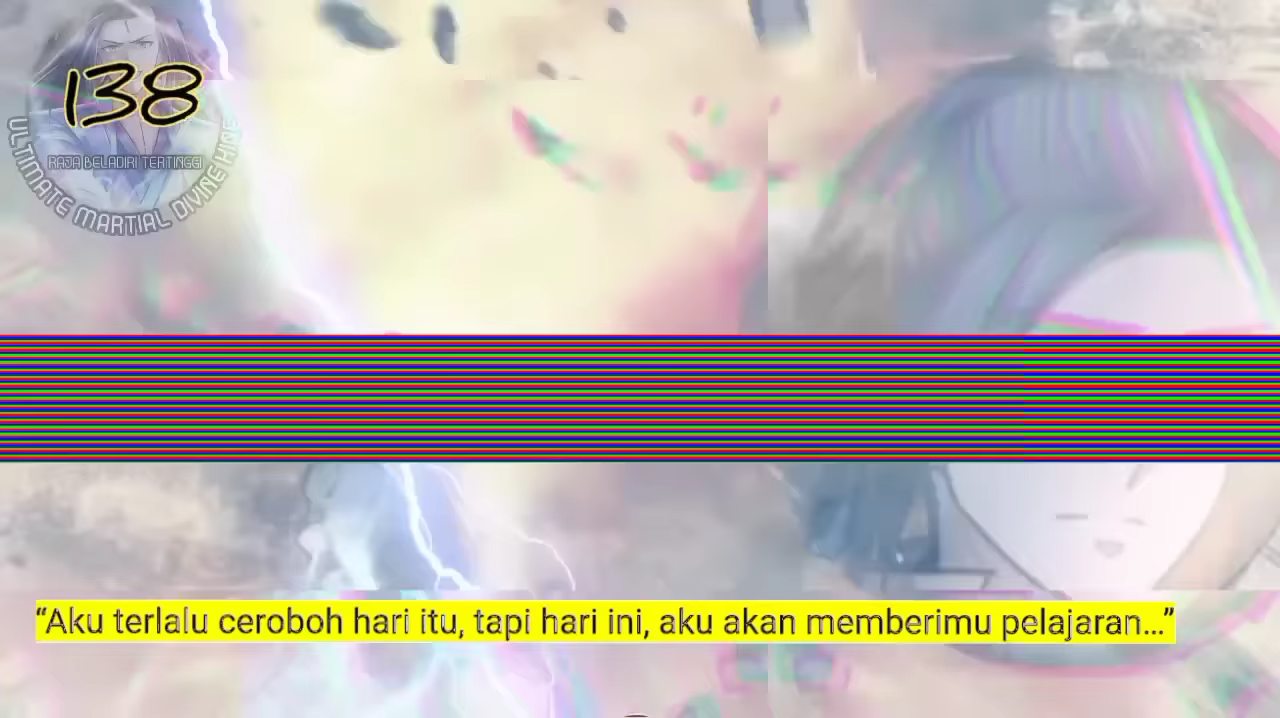 138
RAJA BELADIRI TERTINGGI
ULTIMATE MARTIAL DIVINE KING
“Aku terlalu ceroboh hari itu, tapi hari ini, aku akan memberimu pelajaran...”